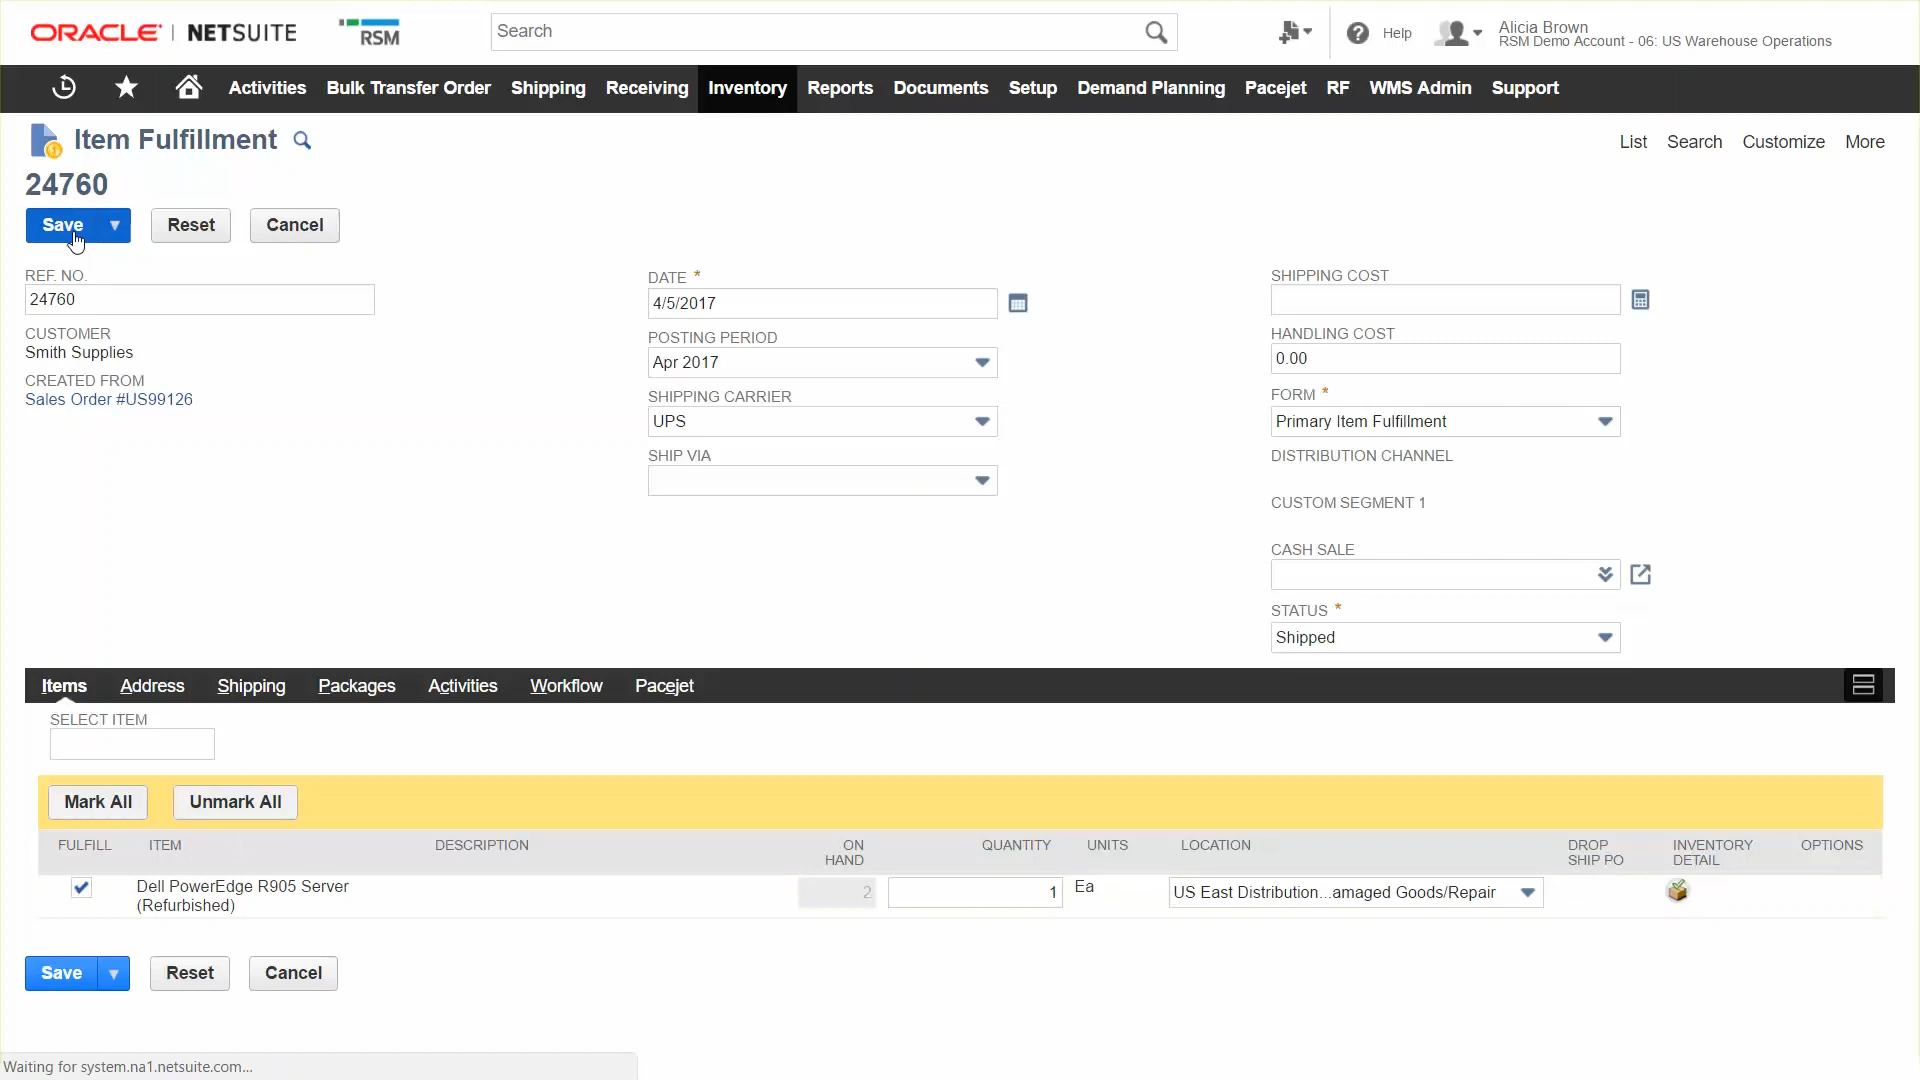 ORACLE | NETSUITE
RSM
Search
Help
Alicia Brown
RSM Demo Account - 06: US Warehouse Operations
Activities Bulk Transfer Order Shipping Receiving Inventory Reports Documents Setup Demand Planning Pacejet RF WMS Admin Support
Item Fulfillment
List Search Customize More
24760
Save Reset Cancel
REF. NO.
24760
CUSTOMER
Smith Supplies
CREATED FROM
Sales Order #US99126
DATE *
4/5/2017
POSTING PERIOD
Apr 2017
SHIPPING CARRIER
UPS
SHIP VIA
SHIPPING COST
HANDLING COST
0.00
FORM *
Primary Item Fulfillment
DISTRIBUTION CHANNEL
CUSTOM SEGMENT 1
CASH SALE
STATUS *
Shipped
Items Address Shipping Packages Activities Workflow Pacejet
SELECT ITEM
Mark All Unmark All
FULFILL ITEM DESCRIPTION ON HAND QUANTITY UNITS LOCATION DROP SHIP PO INVENTORY DETAIL OPTIONS
Dell PowerEdge R905 Server 2 1 Ea US East Distribution...amaged Goods/Repair
(Refurbished)
Save Reset Cancel
Waiting for system.na1.netsuite.com...